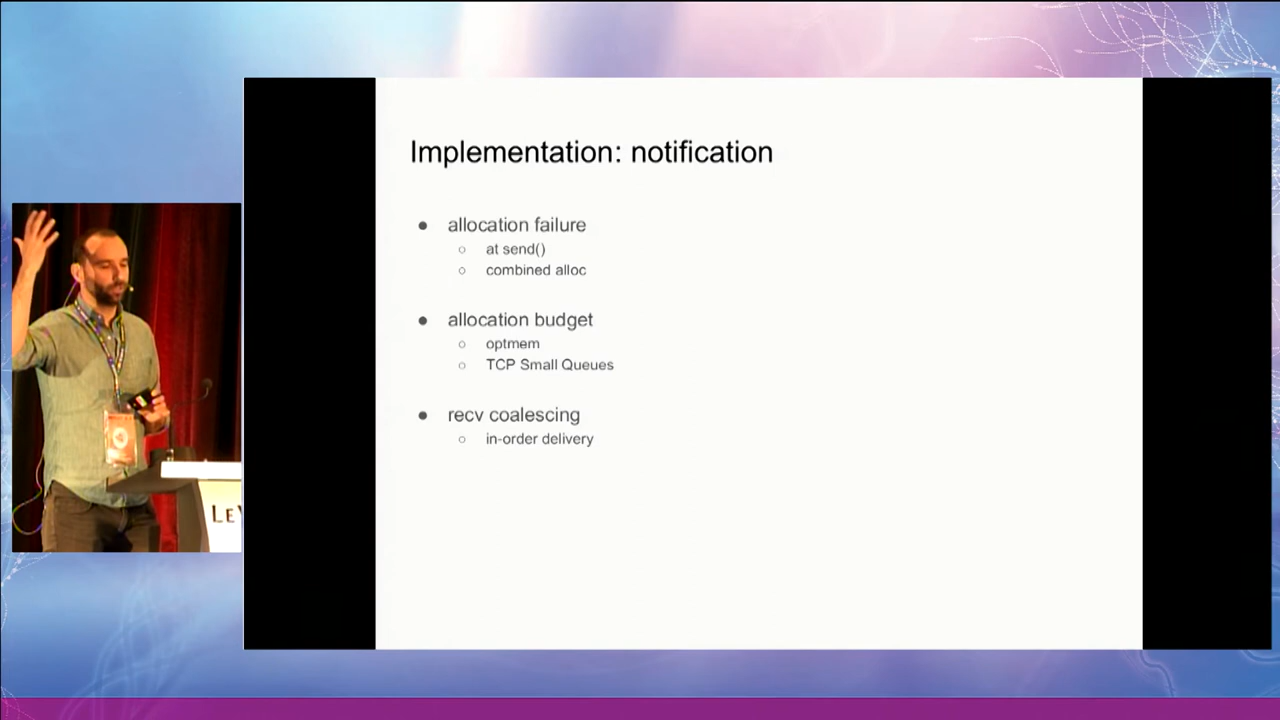 Implementation: notification
● allocation failure
○ at send()
○ combined alloc
● allocation budget
○ optmem
○ TCP Small Queues
● recv coalescing
○ in-order delivery
LE